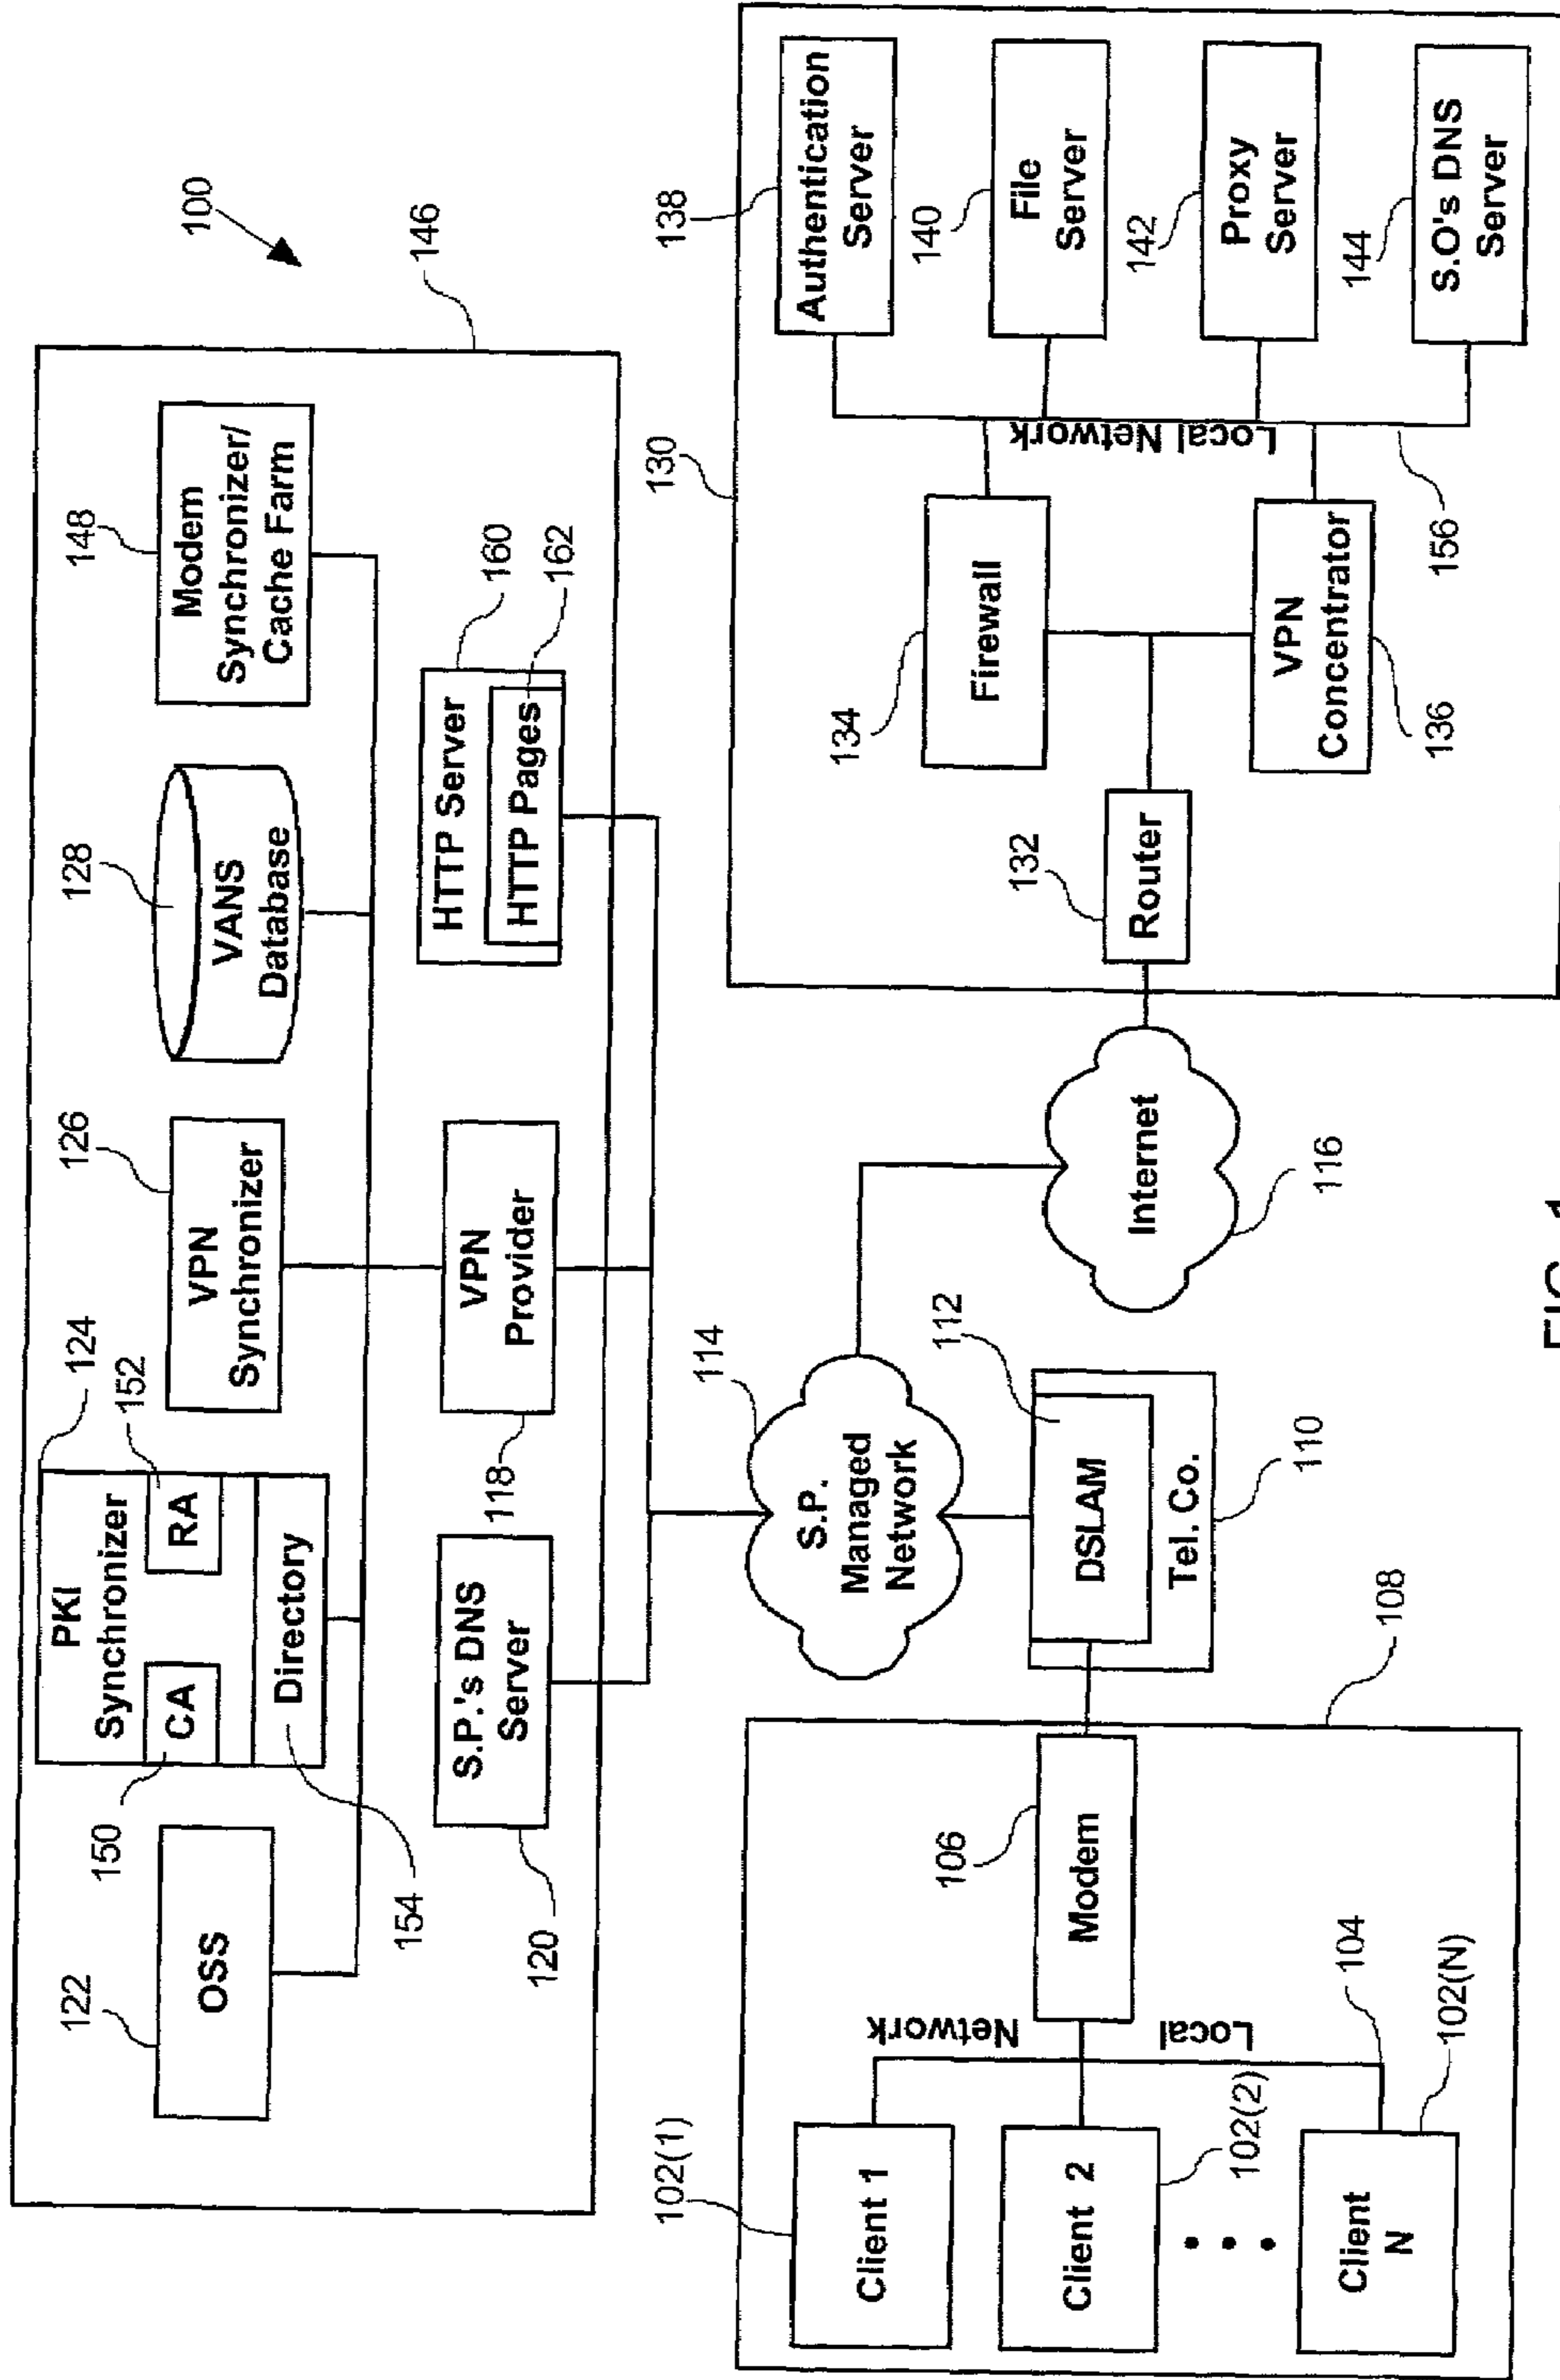 100
146
122
OSS
PKI
Synchronizer
124
150
CA
152
RA
Directory
154
126
VPN
Synchronizer
128
VANS
Database
148
Modem
Synchronizer/
Cache Farm
120
S.P.'s DNS
Server
118
VPN
Provider
HTTP Server
160
HTTP Pages
162
102(1)
Client 1
Client 2
102(2)
Client
N
102(N)
104
Local
Network
106
Modem
108
114
S.P.
Managed
Network
112
DSLAM
Tel. Co.
110
Internet
116
130
132
Router
134
Firewall
VPN
Concentrator
136
Local Network
156
138
Authentication
Server
140
File
Server
142
Proxy
Server
144
S.O's DNS
Server